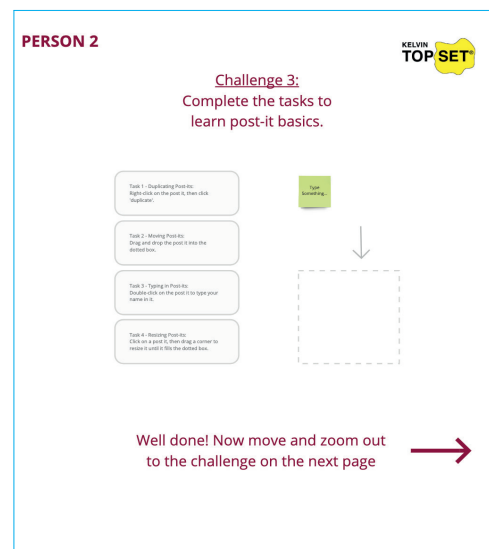 PERSON 2
KELVIN
TOP SET®
Challenge 3:
Complete the tasks to
learn post-it basics.
Task 1 - Duplicating Post-its:
Right-click on the post it, then click
'duplicate'.
Type
Something...
Task 2 - Moving Post-its:
Drag and drop the post it into the
dotted box.
Task 3 - Typing in Post-its:
Double-click on the post it to type your
name in it.
Task 4 - Resizing Post-its:
Click on a post it, then drag a corner to
resize it until it fills the dotted box.
Well done! Now move and zoom out
to the challenge on the next page